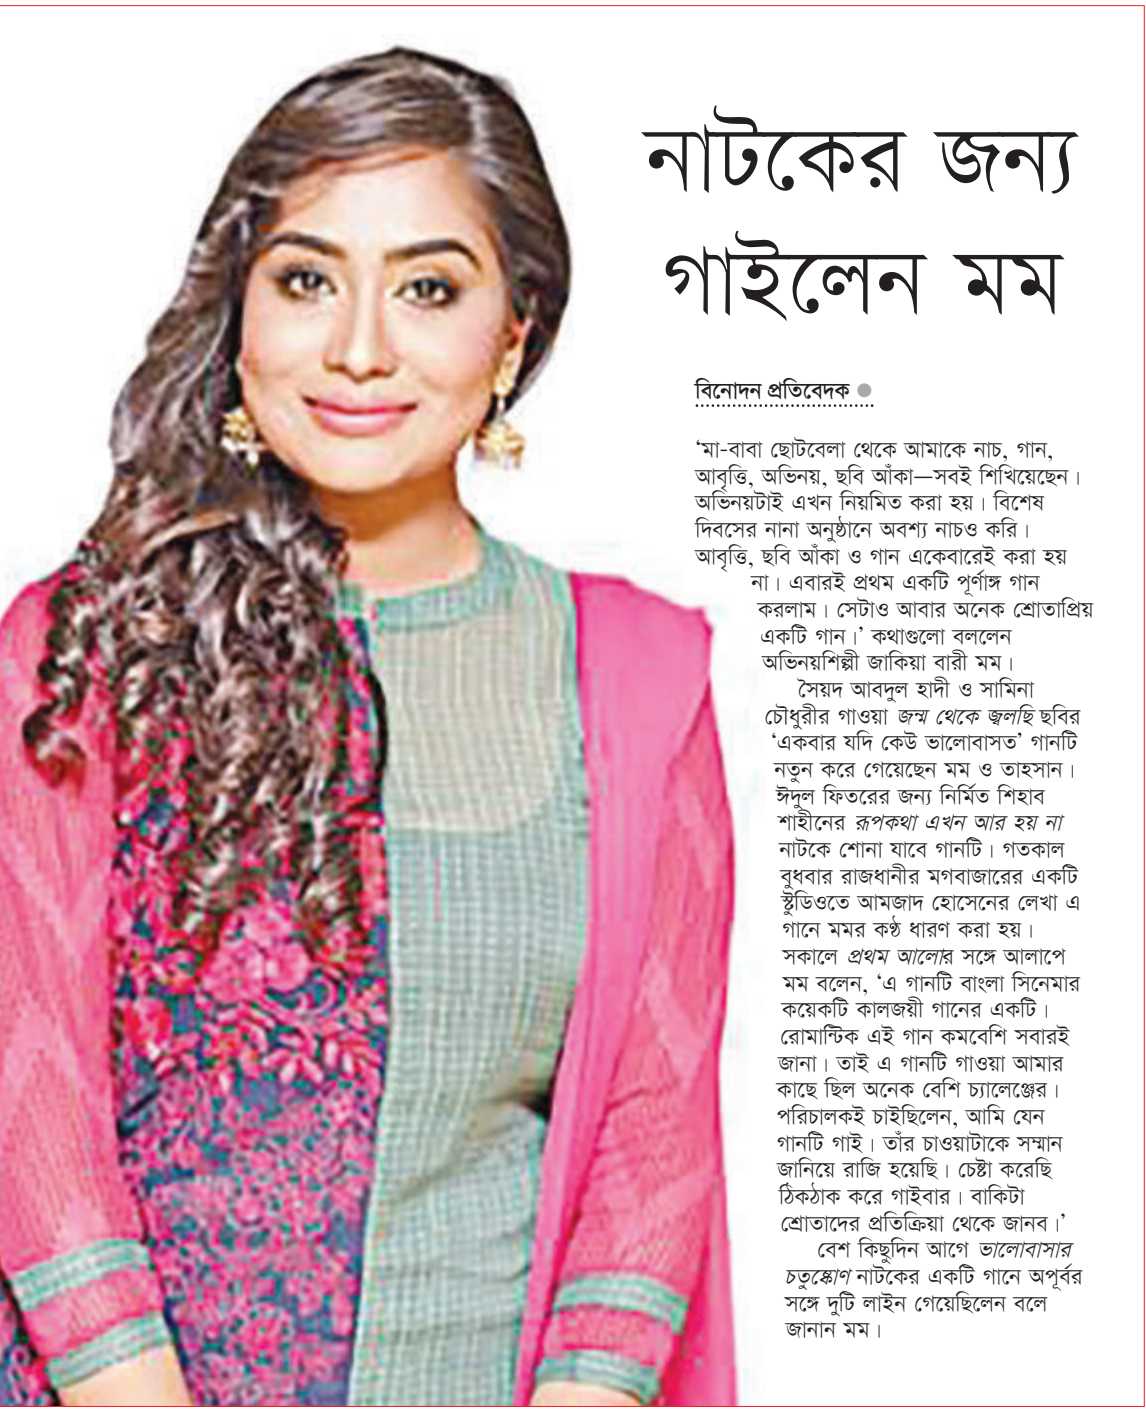 নাটকের জন্য
গাইলেন মম
বিনোদন প্রতিবেদক ●
‘মা-বাবা ছোটবেলা থেকে আমাকে নাচ, গান,
আবৃত্তি, অভিনয়, ছবি আঁকা—সবই শিখিয়েছেন।
অভিনয়টাই এখন নিয়মিত করা হয়। বিশেষ
দিবসের নানা অনুষ্ঠানে অবশ্য নাচও করি।
আবৃত্তি, ছবি আঁকা ও গান একেবারেই করা হয়
না। এবারই প্রথম একটি পূর্ণাঙ্গ গান
করলাম। সেটাও আবার অনেক শ্রোতাপ্রিয়
একটি গান।’ কথাগুলো বললেন
অভিনয়শিল্পী জাকিয়া বারী মম।
সৈয়দ আবদুল হাদী ও সামিনা
চৌধুরীর গাওয়া জন্ম থেকে জ্বলছি ছবির
‘একবার যদি কেউ ভালোবাসত’ গানটি
নতুন করে গেয়েছেন মম ও তাহসান।
ঈদুল ফিতরের জন্য নির্মিত শিহাব
শাহীনের রূপকথা এখন আর হয় না
নাটকে শোনা যাবে গানটি। গতকাল
বুধবার রাজধানীর মগবাজারের একটি
স্টুডিওতে আমজাদ হোসেনের লেখা এ
গানে মমর কণ্ঠ ধারণ করা হয়।
সকালে প্রথম আলোর সঙ্গে আলাপে
মম বলেন, ‘এ গানটি বাংলা সিনেমার
কয়েকটি কালজয়ী গানের একটি।
রোমান্টিক এই গান কমবেশি সবারই
জানা। তাই এ গানটি গাওয়া আমার
কাছে ছিল অনেক বেশি চ্যালেঞ্জের।
পরিচালকই চাইছিলেন, আমি যেন
গানটি গাই। তাঁর চাওয়াটাকে সম্মান
জানিয়ে রাজি হয়েছি। চেষ্টা করেছি
ঠিকঠাক করে গাইবার। বাকিটা
শ্রোতাদের প্রতিক্রিয়া থেকে জানব।’
বেশ কিছুদিন আগে ভালোবাসার
চতুষ্কোণ নাটকের একটি গানে অপূর্বর
সঙ্গে দুটি লাইন গেয়েছিলেন বলে
জানান মম।